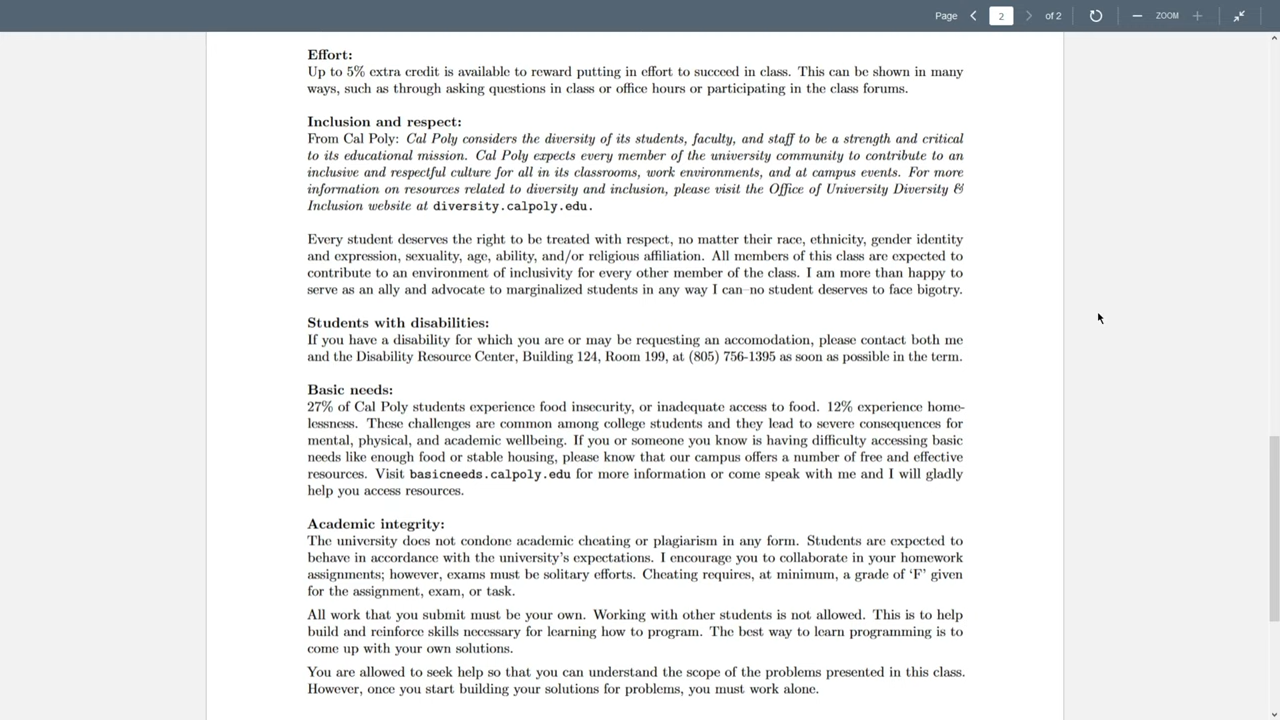 Page 2 of 2 ZOOM
Effort:
Up to 5% extra credit is available to reward putting in effort to succeed in class. This can be shown in many
ways, such as through asking questions in class or office hours or participating in the class forums.
Inclusion and respect:
From Cal Poly: Cal Poly considers the diversity of its students, faculty, and staff to be a strength and critical
to its educational mission. Cal Poly expects every member of the university community to contribute to an
inclusive and respectful culture for all in its classrooms, work environments, and at campus events. For more
information on resources related to diversity and inclusion, please visit the Office of University Diversity &
Inclusion website at diversity.calpoly.edu.
Every student deserves the right to be treated with respect, no matter their race, ethnicity, gender identity
and expression, sexuality, age, ability, and/or religious affiliation. All members of this class are expected to
contribute to an environment of inclusivity for every other member of the class. I am more than happy to
serve as an ally and advocate to marginalized students in any way I can–no student deserves to face bigotry.
Students with disabilities:
If you have a disability for which you are or may be requesting an accomodation, please contact both me
and the Disability Resource Center, Building 124, Room 199, at (805) 756-1395 as soon as possible in the term.
Basic needs:
27% of Cal Poly students experience food insecurity, or inadequate access to food. 12% experience home-
lessness. These challenges are common among college students and they lead to severe consequences for
mental, physical, and academic wellbeing. If you or someone you know is having difficulty accessing basic
needs like enough food or stable housing, please know that our campus offers a number of free and effective
resources. Visit basicneeds.calpoly.edu for more information or come speak with me and I will gladly
help you access resources.
Academic integrity:
The university does not condone academic cheating or plagiarism in any form. Students are expected to
behave in accordance with the university's expectations. I encourage you to collaborate in your homework
assignments; however, exams must be solitary efforts. Cheating requires, at minimum, a grade of 'F' given
for the assignment, exam, or task.
All work that you submit must be your own. Working with other students is not allowed. This is to help
build and reinforce skills necessary for learning how to program. The best way to learn programming is to
come up with your own solutions.
You are allowed to seek help so that you can understand the scope of the problems presented in this class.
However, once you start building your solutions for problems, you must work alone.